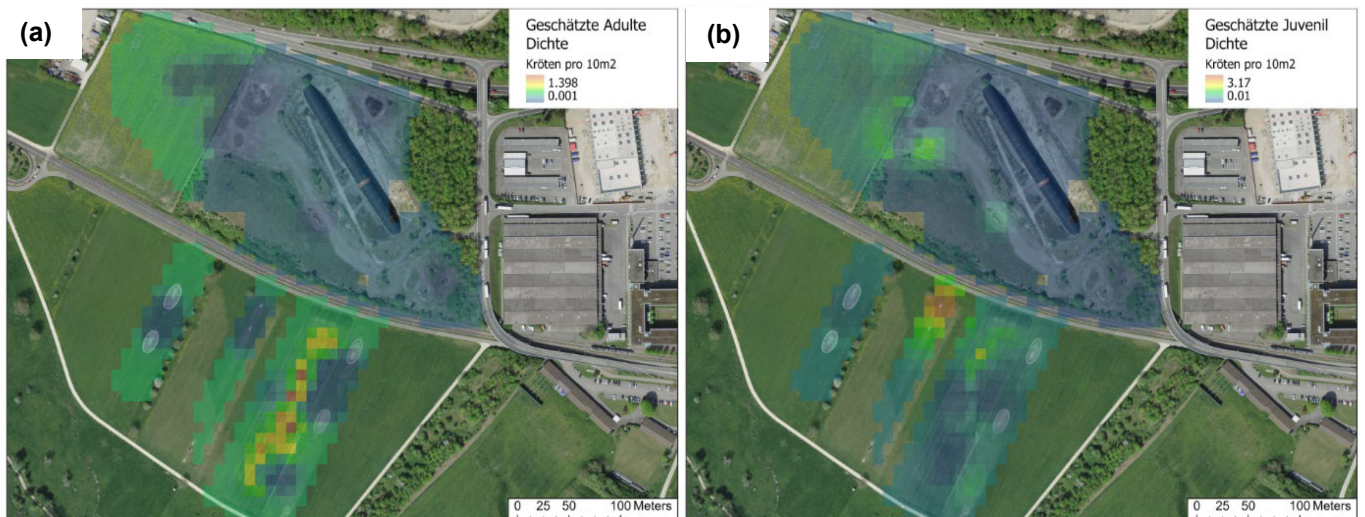 (a)
Geschätzte Adulte
Dichte
Kröten pro 10m2
1.398
0.001
0 25 50 100 Meters
(b)
Geschätzte Juvenil
Dichte
Kröten pro 10m2
3.17
0.01
0 25 50 100 Meters